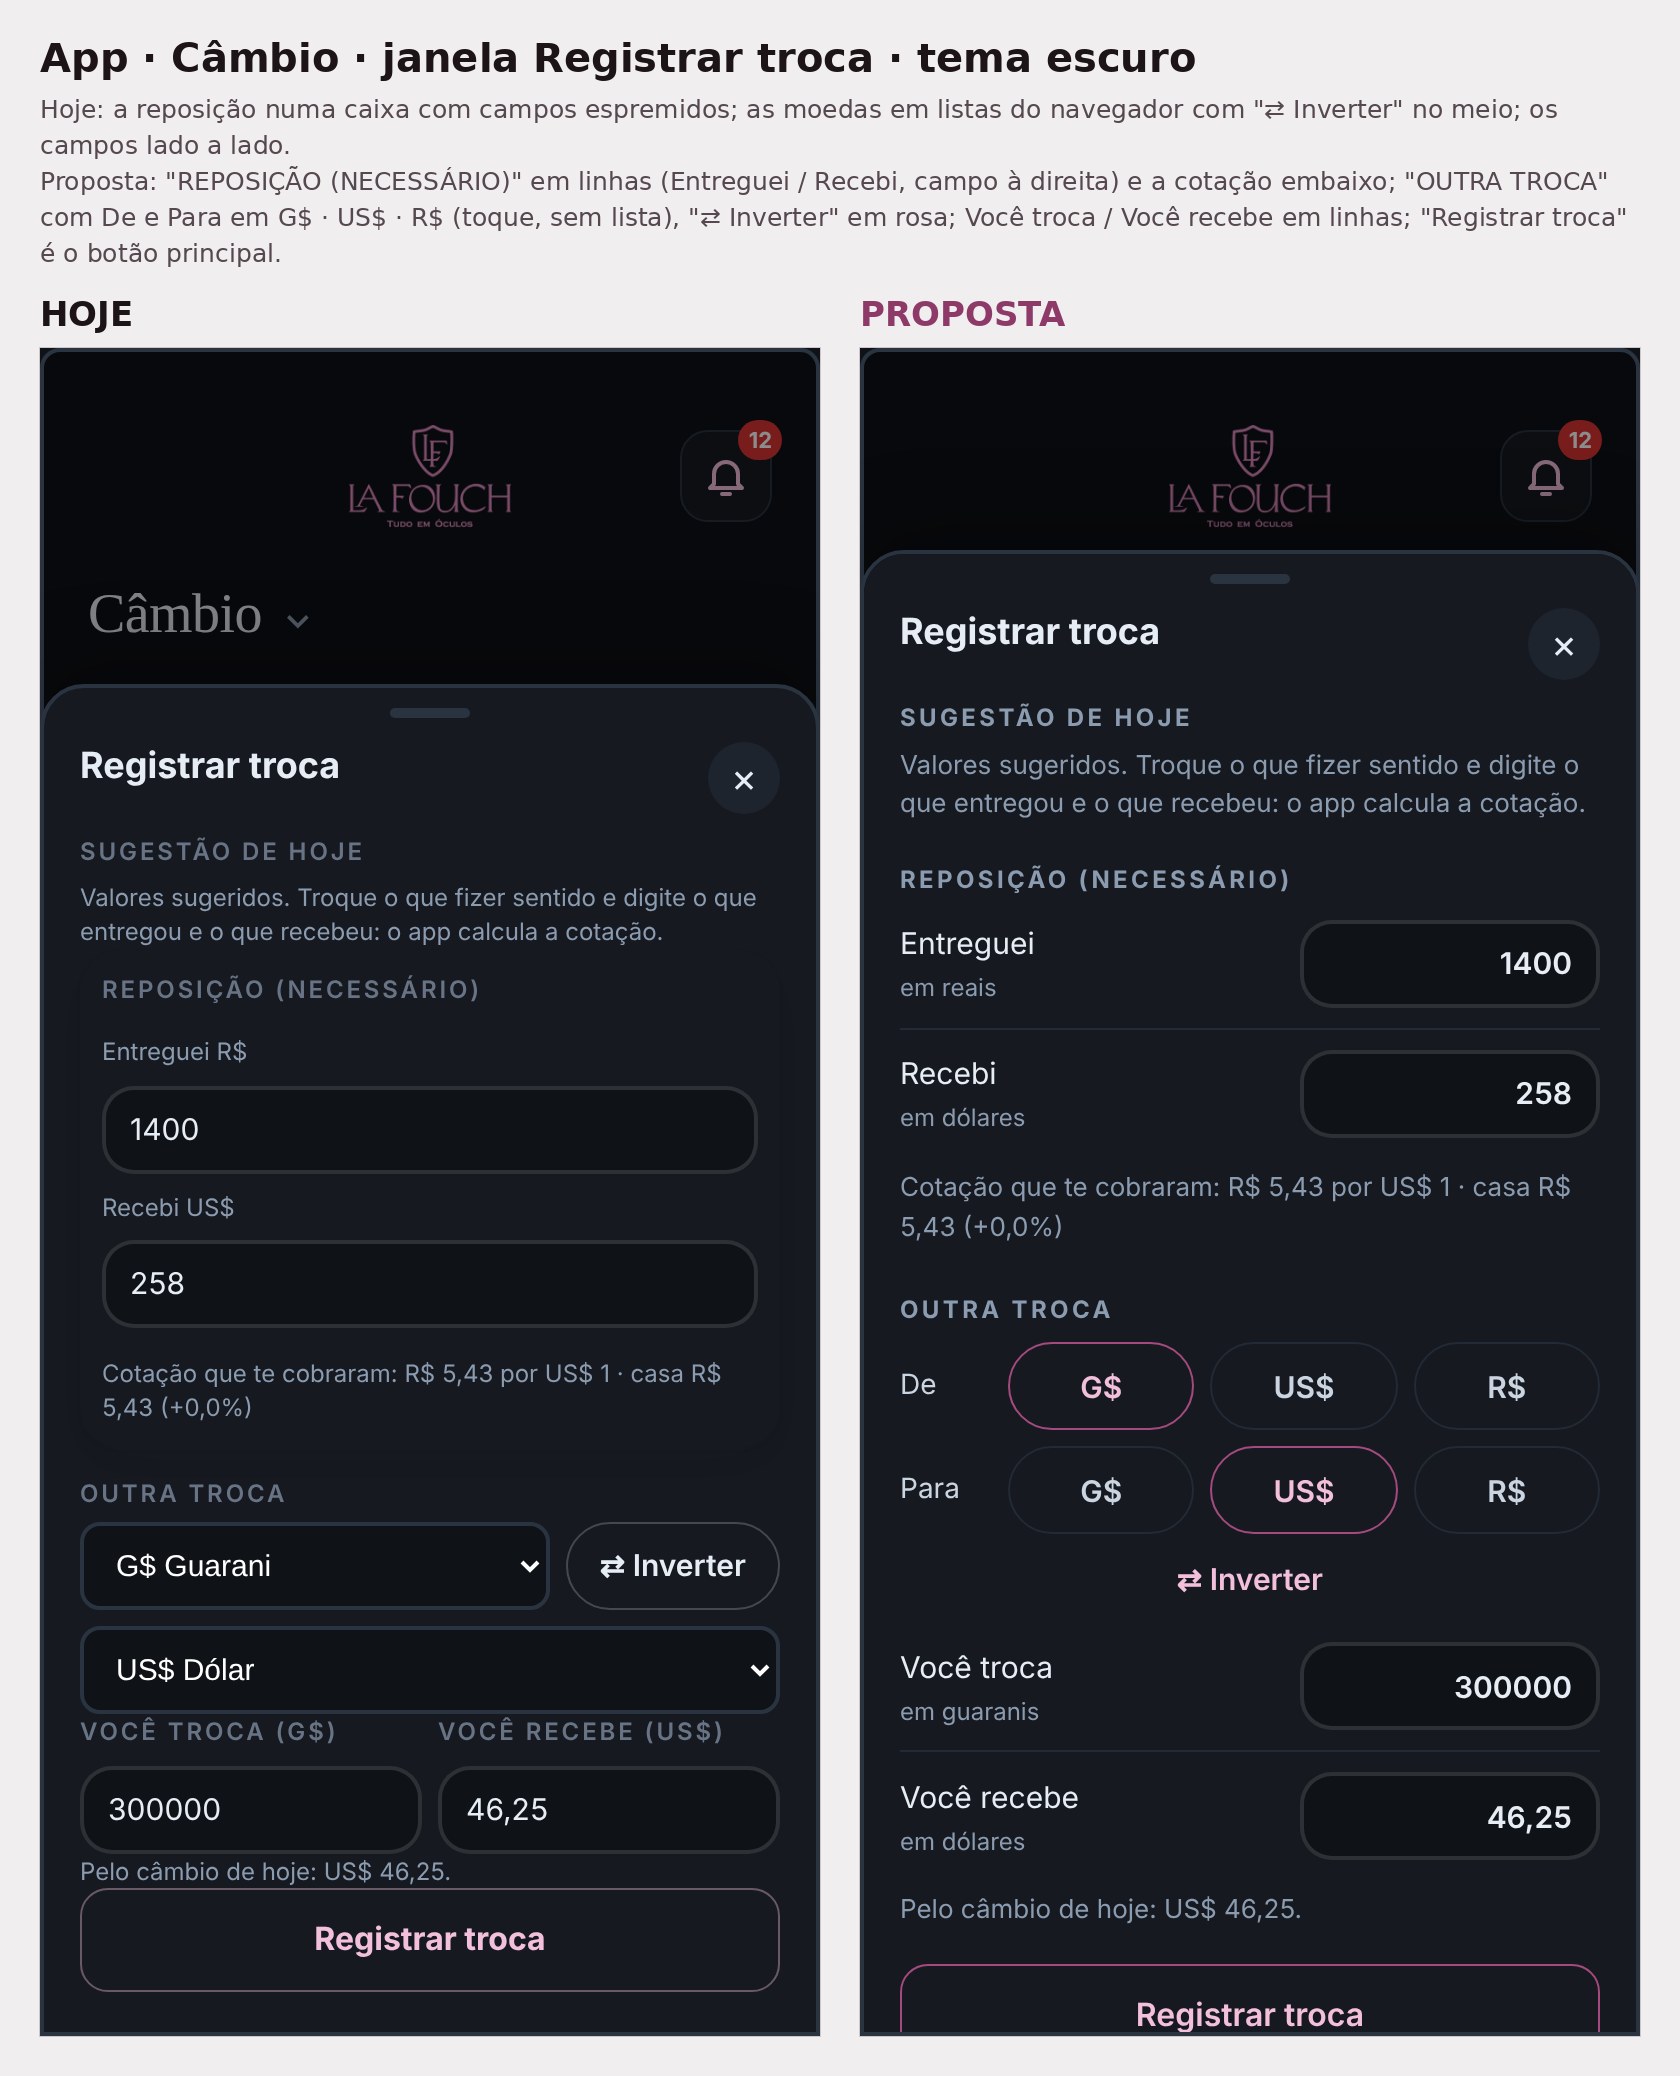 App · Câmbio · janela Registrar troca · tema escuro
Hoje: a reposição numa caixa com campos espremidos; as moedas em listas do navegador com "⇄ Inverter" no meio; os
campos lado a lado.
Proposta: "REPOSIÇÃO (NECESSÁRIO)" em linhas (Entreguei / Recebi, campo à direita) e a cotação embaixo; "OUTRA TROCA"
com De e Para em G$ · US$ · R$ (toque, sem lista), "⇄ Inverter" em rosa; Você troca / Você recebe em linhas; "Registrar troca"
é o botão principal.
HOJE
LF
LA FOUCH
TUDO EM ÓCULOS
12
Câmbio
Registrar troca
×
SUGESTÃO DE HOJE
Valores sugeridos. Troque o que fizer sentido e digite o que
entregou e o que recebeu: o app calcula a cotação.
REPOSIÇÃO (NECESSÁRIO)
Entreguei R$
1400
Recebi US$
258
Cotação que te cobraram: R$ 5,43 por US$ 1 · casa R$
5,43 (+0,0%)
OUTRA TROCA
G$ Guarani
⇄ Inverter
US$ Dólar
VOCÊ TROCA (G$) VOCÊ RECEBE (US$)
300000 46,25
Pelo câmbio de hoje: US$ 46,25.
Registrar troca
PROPOSTA
LF
LA FOUCH
TUDO EM ÓCULOS
12
Registrar troca
×
SUGESTÃO DE HOJE
Valores sugeridos. Troque o que fizer sentido e digite o
que entregou e o que recebeu: o app calcula a cotação.
REPOSIÇÃO (NECESSÁRIO)
Entreguei
em reais
1400
Recebi
em dólares
258
Cotação que te cobraram: R$ 5,43 por US$ 1 · casa R$
5,43 (+0,0%)
OUTRA TROCA
De G$ US$ R$
Para G$ US$ R$
⇄ Inverter
Você troca
em guaranis
300000
Você recebe
em dólares
46,25
Pelo câmbio de hoje: US$ 46,25.
Registrar troca